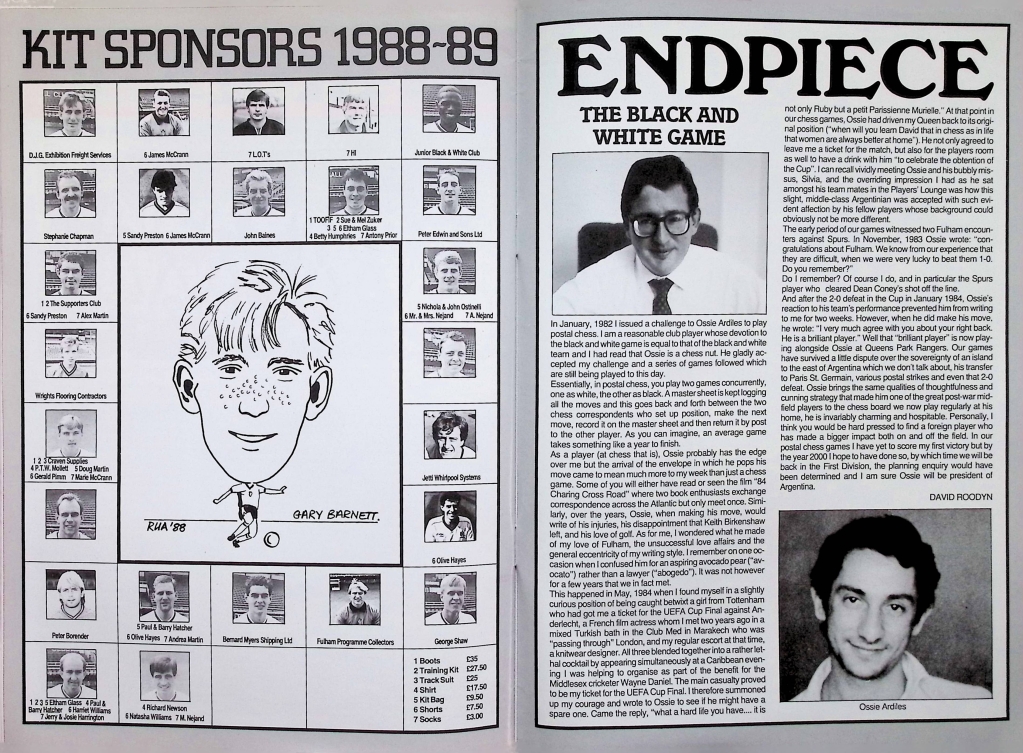 KIT SPONSORS 1988-89
D.J.G. Exhibition Freight Services
6 James McCrann
7 L.O.T's
7 HI
Junior Black & White Club
Stephanie Chapman
5 Sandy Preston 6 James McCrann
John Baines
1 TOOFIF 2 Sue & Mel Zuker
3 5 6 Eltham Glass
4 Betty Humphries 7 Antony Prior
Peter Edwin and Sons Ltd
1 2 The Supporters Club
6 Sandy Preston 7 Alex Martin
5 Nichola & John Ostinelli
6 Mr. & Mrs. Nejand 7 A. Nejand
Wrights Flooring Contractors
1 2 3 Craven Supplies
4 P.T.W. Mollett 5 Doug Martin
6 Gerald Pimm 7 Marie McCrann
Jetti Whirlpool Systems
RUA '88
GARY BARNETT.
©
6 Olive Hayes
Peter Borender
5 Paul & Barry Hatcher
6 Olive Hayes 7 Andrea Martin
Bernard Myers Shipping Ltd
Fulham Programme Collectors
George Shaw
1 2 3 5 Eltham Glass 4 Paul &
Barry Hatcher 6 Harriet Williams
7 Jerry & Josie Harrington
4 Richard Newson
6 Natasha Williams 7 M. Nejand
1 Boots £35
2 Training Kit £27.50
3 Track Suit £25
4 Shirt £17.50
5 Kit Bag £9.50
6 Shorts £7.50
7 Socks £3.00
ENDPIECE
THE BLACK AND
WHITE GAME
In January, 1982 I issued a challenge to Ossie Ardiles to play
postal chess. I am a reasonable club player whose devotion to
the black and white game is equal to that of the black and white
team and I had read that Ossie is a chess nut. He gladly ac-
cepted my challenge and a series of games followed which
are still being played to this day.
Essentially, in postal chess, you play two games concurrently,
one as white, the other as black. A master sheet is kept logging
all the moves and this goes back and forth between the two
chess correspondents who set up position, make the next
move, record it on the master sheet and then return it by post
to the other player. As you can imagine, an average game
takes something like a year to finish.
As a player (at chess that is), Ossie probably has the edge
over me but the arrival of the envelope in which he pops his
move came to mean much more to my week than just a chess
game. Some of you will either have read or seen the film "84
Charing Cross Road" where two book enthusiasts exchange
correspondence across the Atlantic but only meet once. Simi-
larly, over the years, Ossie, when making his move, would
write of his injuries, his disappointment that Keith Birkenshaw
left, and his love of golf. As for me, I wondered what he made
of my love of Fulham, the unsuccessful love affairs and the
general eccentricity of my writing style. I remember on one oc-
casion when I confused him for an aspiring avocado pear ("av-
ocato") rather than a lawyer ("abogedo"). It was not however
for a few years that we in fact met.
This happened in May, 1984 when I found myself in a slightly
curious position of being caught betwixt a girl from Tottenham
who had got me a ticket for the UEFA Cup Final against An-
derlecht, a French film actress whom I met two years ago in a
mixed Turkish bath in the Club Med in Marakech who was
"passing through" London, and my regular escort at that time,
a knitwear designer. All three blended together into a rather let-
hal cocktail by appearing simultaneously at a Caribbean even-
ing I was helping to organise as part of the benefit for the
Middlesex cricketer Wayne Daniel. The main casualty proved
to be my ticket for the UEFA Cup Final. I therefore summoned
up my courage and wrote to Ossie to see if he might have a
spare one. Came the reply, "what a hard life you have.... it is
not only Ruby but a petit Parissienne Murielle." At that point in
our chess games, Ossie had driven my Queen back to its origi-
nal position ("when will you learn David that in chess as in life
that women are always better at home"). He not only agreed to
leave me a ticket for the match, but also for the players room
as well to have a drink with him "to celebrate the obtention of
the Cup". I can recall vividly meeting Ossie and his bubbly mis-
sus, Silvia, and the overriding impression I had as he sat
amongst his team mates in the Players' Lounge was how this
slight, middle-class Argentinian was accepted with such evi-
dent affection by his fellow players whose background could
obviously not be more different.
The early period of our games witnessed two Fulham encoun-
ters against Spurs. In November, 1983 Ossie wrote: "con-
gratulations about Fulham. We know from our experience that
they are difficult, when we were very lucky to beat them 1-0.
Do you remember?"
Do I remember? Of course I do, and in particular the Spurs
player who cleared Dean Coney's shot off the line.
And after the 2-0 defeat in the Cup in January 1984, Ossie's
reaction to his team's performance prevented him from writing
to me for two weeks. However, when he did make his move,
he wrote: "I very much agree with you about your right back.
He is a brilliant player." Well that "brilliant player" is now play-
ing alongside Ossie at Queens Park Rangers. Our games
have survived a little dispute over the sovereignty of an island
to the east of Argentina which we don't talk about, his transfer
to Paris St. Germain, various postal strikes and even that 2-0
defeat. Ossie brings the same qualities of thoughtfulness and
cunning strategy that made him one of the great post-war mid-
field players to the chess board we now play regularly at his
home, he is invariably charming and hospitable. Personally, I
think you would be hard pressed to find a foreign player who
has made a bigger impact both on and off the field. In our
postal chess games I have yet to score my first victory but by
the year 2000 I hope to have done so, by which time we will be
back in the First Division, the planning enquiry would have
been determined and I am sure Ossie will be president of
Argentina.
DAVID ROODYN
Ossie Ardiles